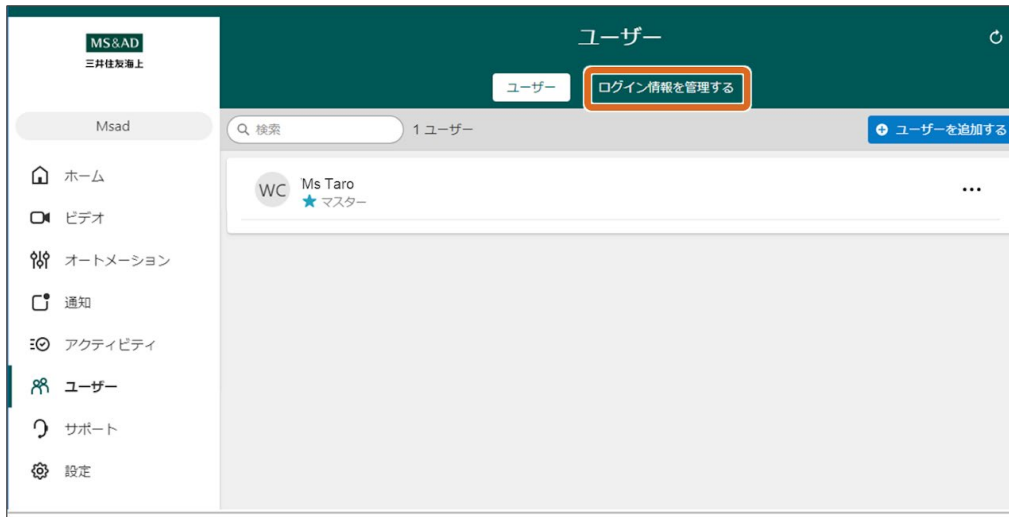 MS&AD
三井住友海上
Msad
ホーム
ビデオ
オートメーション
通知
アクティビティ
ユーザー
サポート
設定
ユーザー
ユーザー
ログイン情報を管理する
検索
1 ユーザー
ユーザーを追加する
WC
Ms Taro
マスター